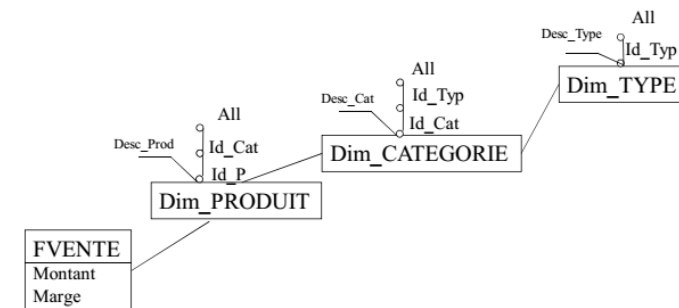 All
Desc_Type
Id_Typ
Dim_TYPE
All
Desc_Cat
Id_Typ
Id_Cat
Dim_CATEGORIE
All
Desc_Prod
Id_Cat
Id_P
Dim_PRODUIT
FVENTE
Montant
Marge